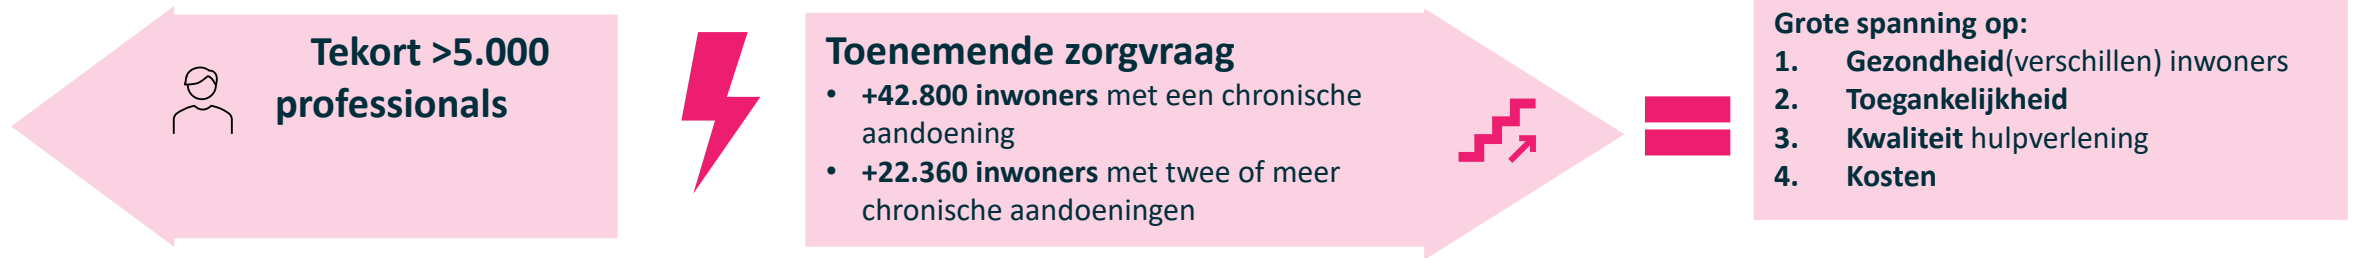 Tekort >5.000
professionals
Toenemende zorgvraag
• +42.800 inwoners met een chronische
aandoening
• +22.360 inwoners met twee of meer
chronische aandoeningen
Grote spanning op:
1. Gezondheid(verschillen) inwoners
2. Toegankelijkheid
3. Kwaliteit hulpverlening
4. Kosten